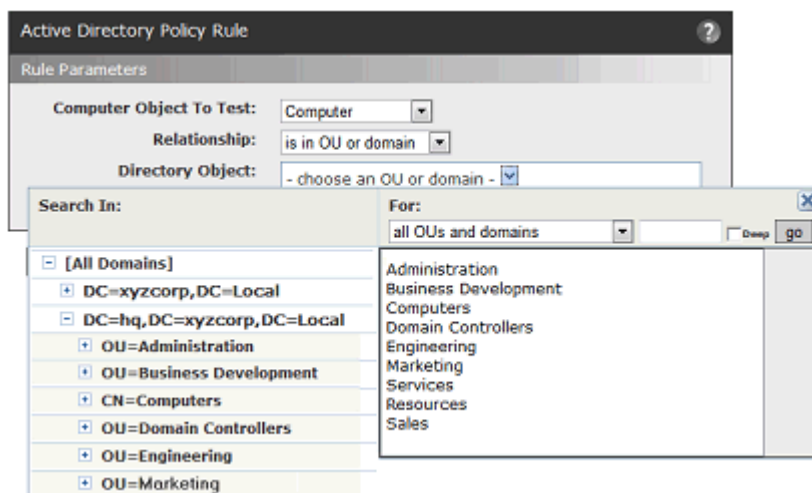 Active Directory Policy Rule
?
Rule Parameters
Computer Object To Test: Computer
Relationship: is in OU or domain
Directory Object: - choose an OU or domain -
Search In:
For:
all OUs and domains Deep go
[All Domains]
DC=xyzcorp,DC=Local
DC=hq,DC=xyzcorp,DC=Local
OU=Administration
OU=Business Development
CN=Computers
OU=Domain Controllers
OU=Engineering
OU=Marketing
Administration
Business Development
Computers
Domain Controllers
Engineering
Marketing
Services
Resources
Sales